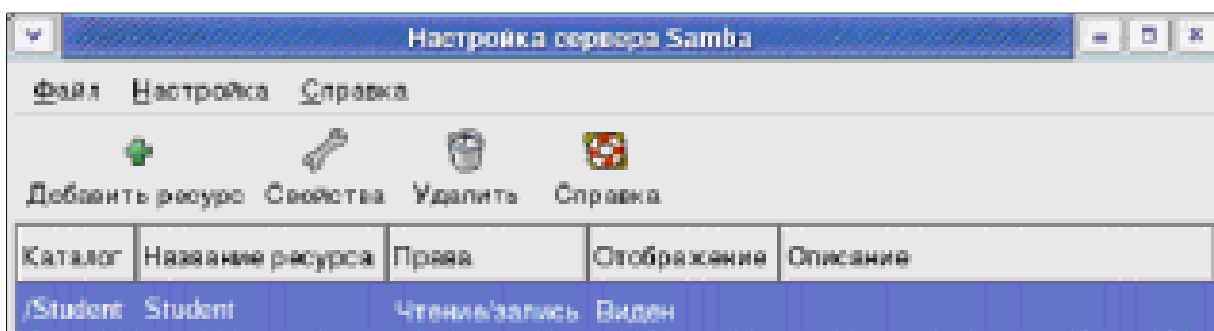 Настройка сервера Samba
Файл Настройка Справка
Добавить ресурс Свойства Удалить Справка
Каталог Название ресурса Права Отображение Описание
/Student Student Чтение/запись Виден